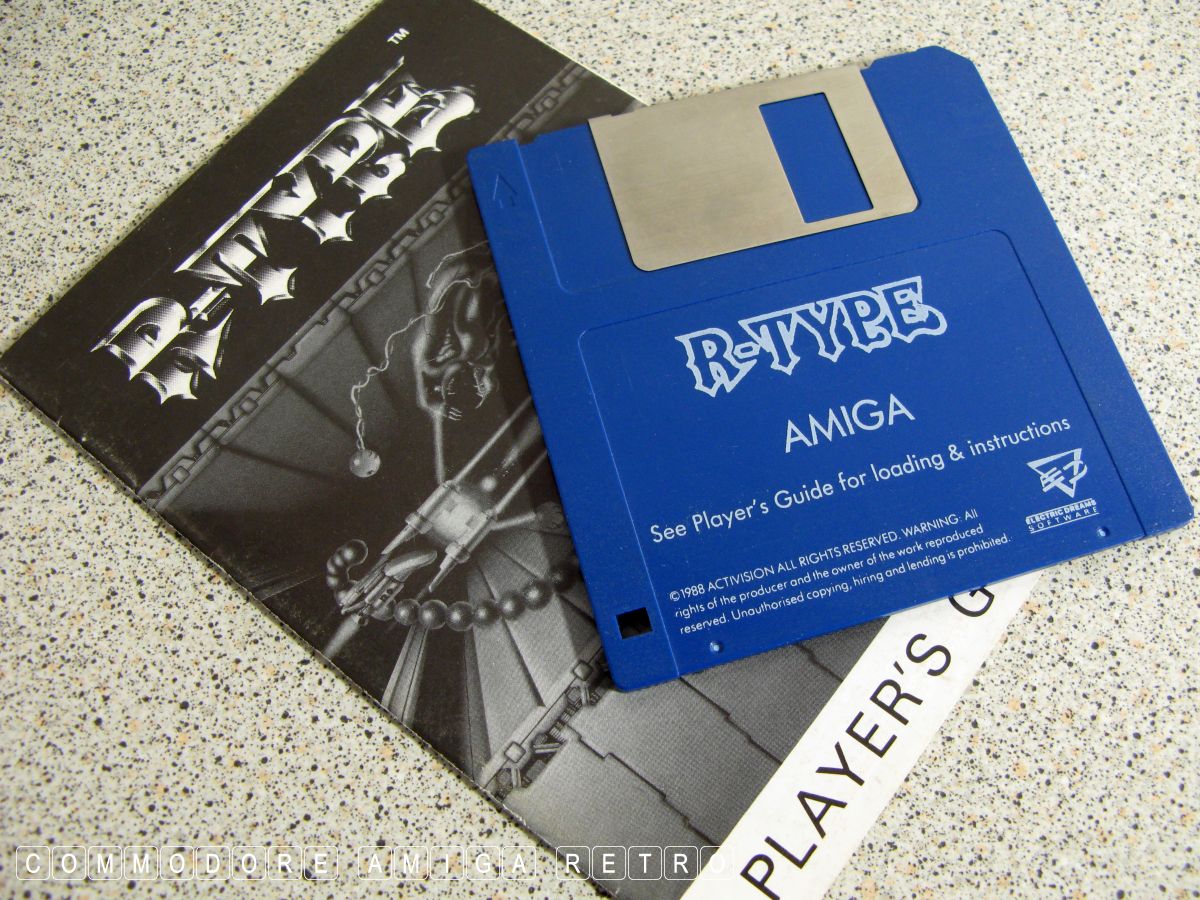 R-TYPE
TM
R-TYPE
AMIGA
See Player's Guide for loading & instructions
©1988 ACTIVISION ALL RIGHTS RESERVED. WARNING: All
rights of the producer and the owner of the work reproduced
reserved. Unauthorised copying, hiring and lending is prohibited.
ELECTRIC DREAMS
SOFTWARE
PLAYER'S G
COMMODORE AMIGA RETRO